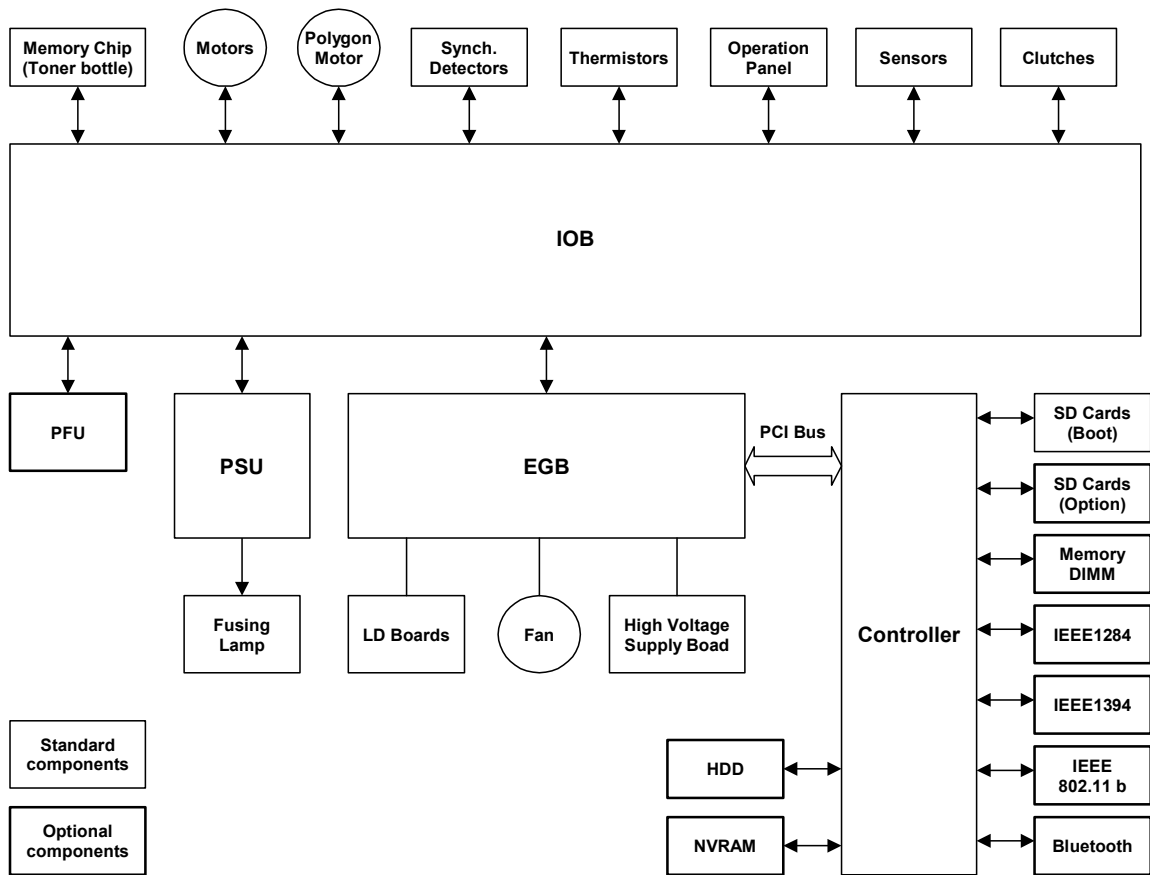 Memory Chip
(Toner bottle)
Motors
Polygon
Motor
Synch.
Detectors
Thermistors
Operation
Panel
Sensors
Clutches
IOB
PFU
PSU
EGB
PCI Bus
Controller
SD Cards
(Boot)
SD Cards
(Option)
Memory
DIMM
IEEE1284
IEEE1394
IEEE
802.11 b
Bluetooth
Fusing
Lamp
LD Boards
Fan
High Voltage
Supply Boad
HDD
NVRAM
Standard
components
Optional
components